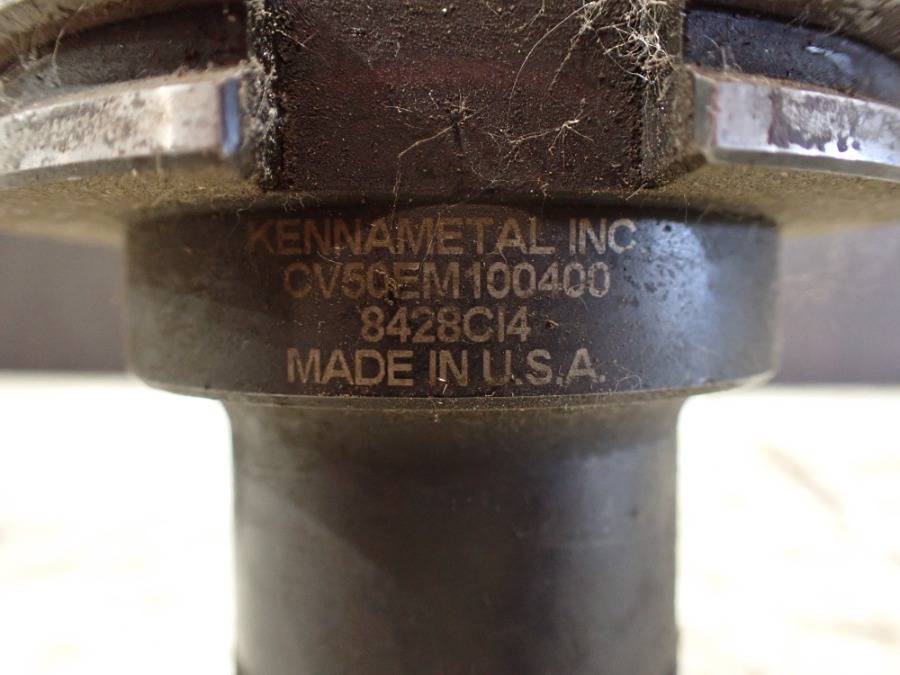 KENNAMETAL INC
CV50EM100400
8428CI4
MADE IN U.S.A.